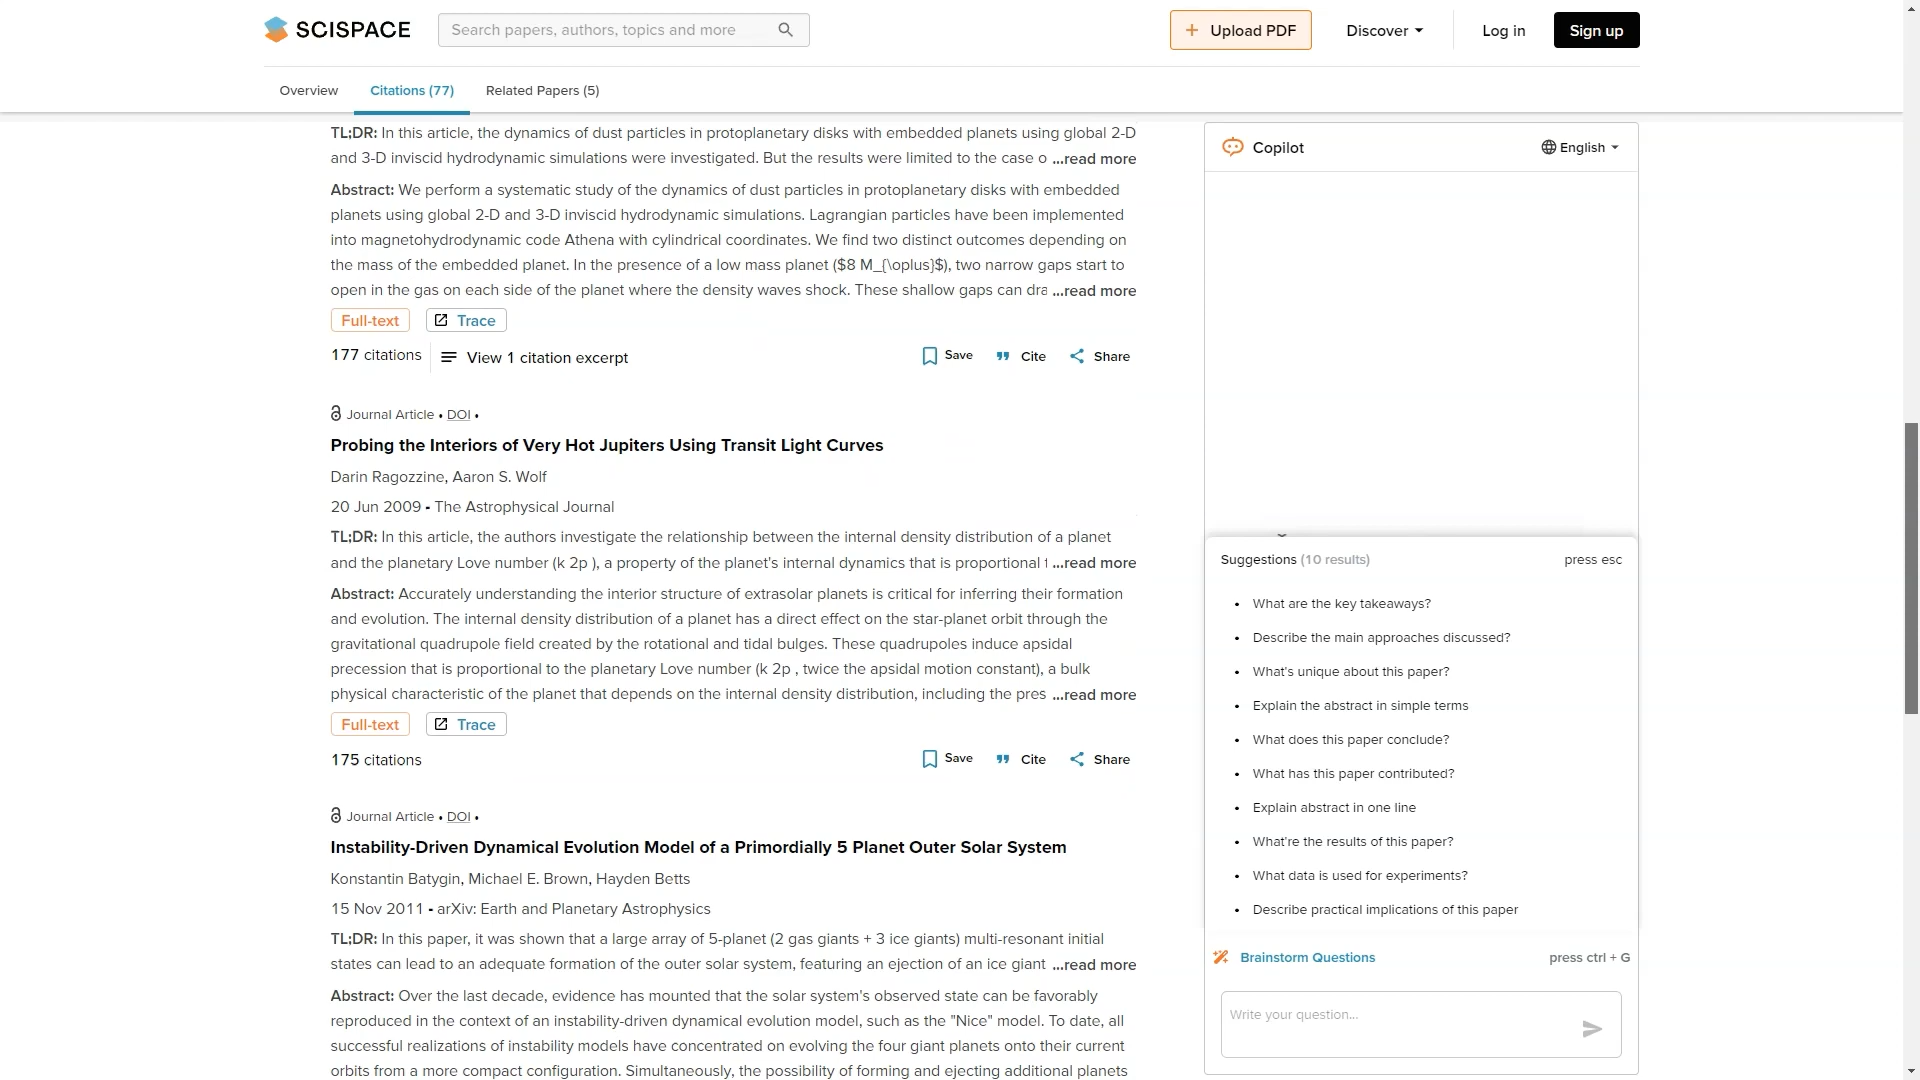 SCISPACE
Search papers, authors, topics and more
Upload PDF
Discover
Log in
Sign up
Overview
Citations (77)
Related Papers (5)
TL;DR: In this article, the dynamics of dust particles in protoplanetary disks with embedded planets using global 2-D
and 3-D inviscid hydrodynamic simulations were investigated. But the results were limited to the case o ...read more
Abstract: We perform a systematic study of the dynamics of dust particles in protoplanetary disks with embedded
planets using global 2-D and 3-D inviscid hydrodynamic simulations. Lagrangian particles have been implemented
into magnetohydrodynamic code Athena with cylindrical coordinates. We find two distinct outcomes depending on
the mass of the embedded planet. In the presence of a low mass planet ($8 M_{\oplus}$), two narrow gaps start to
open in the gas on each side of the planet where the density waves shock. These shallow gaps can dra ...read more
Full-text
Trace
177 citations
View 1 citation excerpt
Save
Cite
Share
Journal Article • DOI •
Probing the Interiors of Very Hot Jupiters Using Transit Light Curves
Darin Ragozzine, Aaron S. Wolf
20 Jun 2009 - The Astrophysical Journal
TL;DR: In this article, the authors investigate the relationship between the internal density distribution of a planet
and the planetary Love number (k 2p ), a property of the planet's internal dynamics that is proportional t ...read more
Abstract: Accurately understanding the interior structure of extrasolar planets is critical for inferring their formation
and evolution. The internal density distribution of a planet has a direct effect on the star-planet orbit through the
gravitational quadrupole field created by the rotational and tidal bulges. These quadrupoles induce apsidal
precession that is proportional to the planetary Love number (k 2p , twice the apsidal motion constant), a bulk
physical characteristic of the planet that depends on the internal density distribution, including the pres ...read more
Full-text
Trace
175 citations
Save
Cite
Share
Journal Article • DOI •
Instability-Driven Dynamical Evolution Model of a Primordially 5 Planet Outer Solar System
Konstantin Batygin, Michael E. Brown, Hayden Betts
15 Nov 2011 - arXiv: Earth and Planetary Astrophysics
TL;DR: In this paper, it was shown that a large array of 5-planet (2 gas giants + 3 ice giants) multi-resonant initial
states can lead to an adequate formation of the outer solar system, featuring an ejection of an ice giant ...read more
Abstract: Over the last decade, evidence has mounted that the solar system's observed state can be favorably
reproduced in the context of an instability-driven dynamical evolution model, such as the "Nice" model. To date, all
successful realizations of instability models have concentrated on evolving the four giant planets onto their current
orbits from a more compact configuration. Simultaneously, the possibility of forming and ejecting additional planets
Copilot
English
Suggestions (10 results)
press esc
• What are the key takeaways?
• Describe the main approaches discussed?
• What's unique about this paper?
• Explain the abstract in simple terms
• What does this paper conclude?
• What has this paper contributed?
• Explain abstract in one line
• What're the results of this paper?
• What data is used for experiments?
• Describe practical implications of this paper
Brainstorm Questions
press ctrl + G
Write your question...